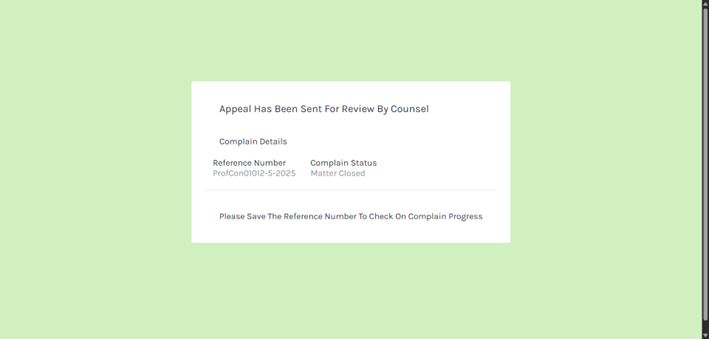 Appeal Has Been Sent For Review By Counsel
Complain Details
Reference Number Complain Status
ProfCon01012-5-2025 Matter Closed
Please Save The Reference Number To Check On Complain Progress